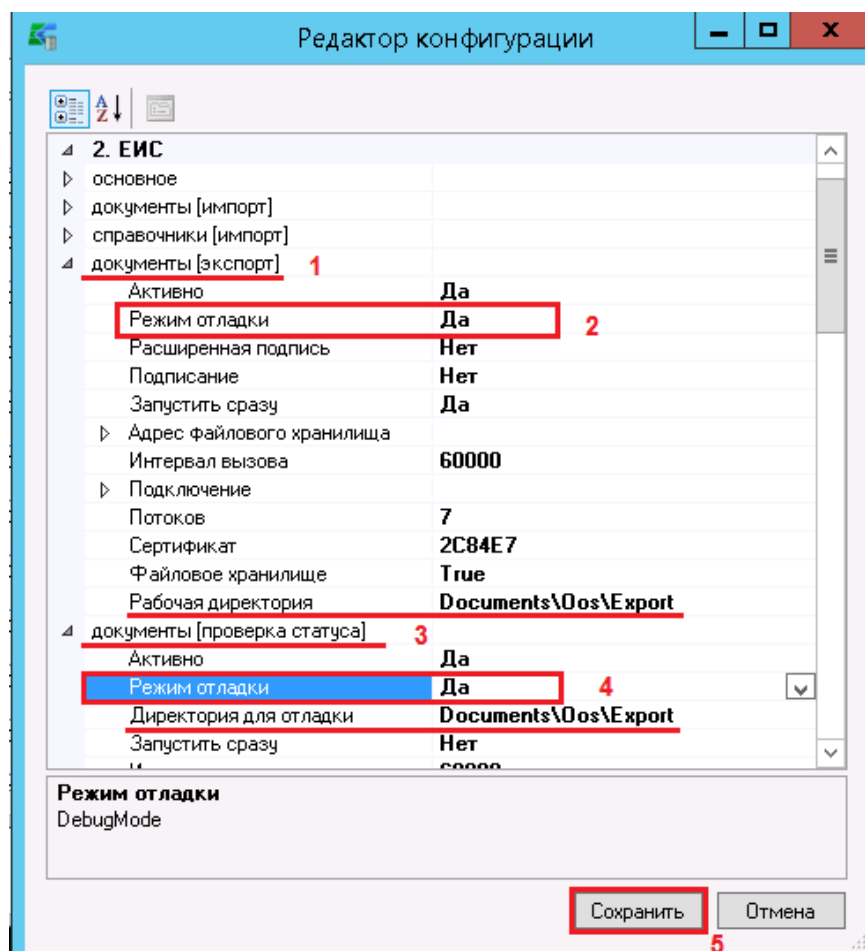 Редактор конфигурации
2. ЕИС
основное
документы [импорт]
справочники [импорт]
документы [экспорт] 1
Активно Да
Режим отладки Да 2
Расширенная подпись Нет
Подписание Нет
Запустить сразу Да
Адрес файлового хранилища
Интервал вызова 60000
Подключение
Потоков 7
Сертификат 2C84E7
Файловое хранилище True
Рабочая директория Documents\Oos\Export
документы [проверка статуса] 3
Активно Да
Режим отладки Да 4
Директория для отладки Documents\Oos\Export
Запустить сразу Нет
Режим отладки
DebugMode
Сохранить Отмена
5